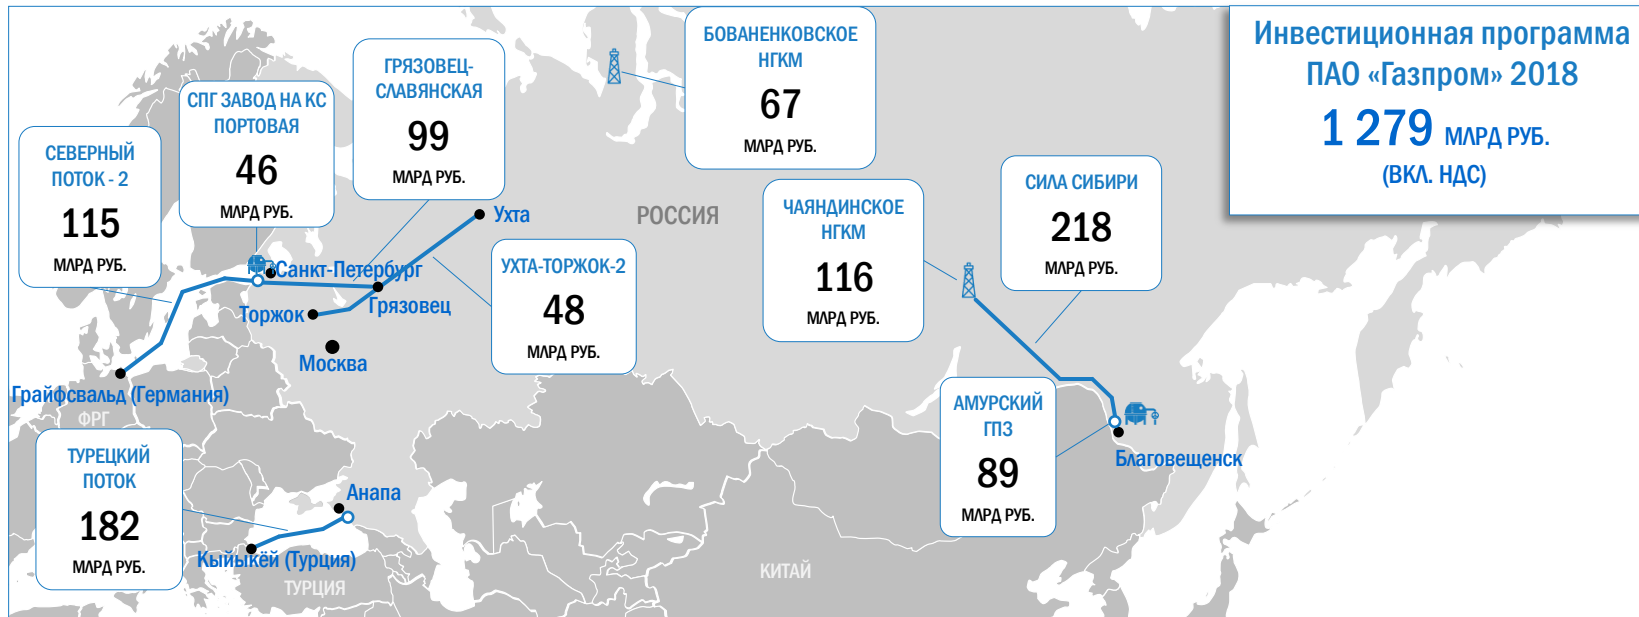 Инвестиционная программа
ПАО «Газпром» 2018
1 279 МЛРД РУБ.
(ВКЛ. НДС)
БОВАНЕНКОВСКОЕ
НГКМ
67
МЛРД РУБ.
ГРЯЗОВЕЦ-
СЛАВЯНСКАЯ
99
МЛРД РУБ.
СПГ ЗАВОД НА КС
ПОРТОВАЯ
46
МЛРД РУБ.
СЕВЕРНЫЙ
ПОТОК - 2
115
МЛРД РУБ.
СИЛА СИБИРИ
218
МЛРД РУБ.
ЧАЯНДИНСКОЕ
НГКМ
116
МЛРД РУБ.
РОССИЯ
Ухта
УХТА-ТОРЖОК-2
48
МЛРД РУБ.
Санкт-Петербург
Грязовец
Торжок
Москва
Грайфсвальд (Германия)
ФРГ
АМУРСКИЙ
ГПЗ
89
МЛРД РУБ.
Благовещенск
ТУРЕЦКИЙ
ПОТОК
182
МЛРД РУБ.
Анапа
Кыйыкёй (Турция)
ТУРЦИЯ
КИТАЙ